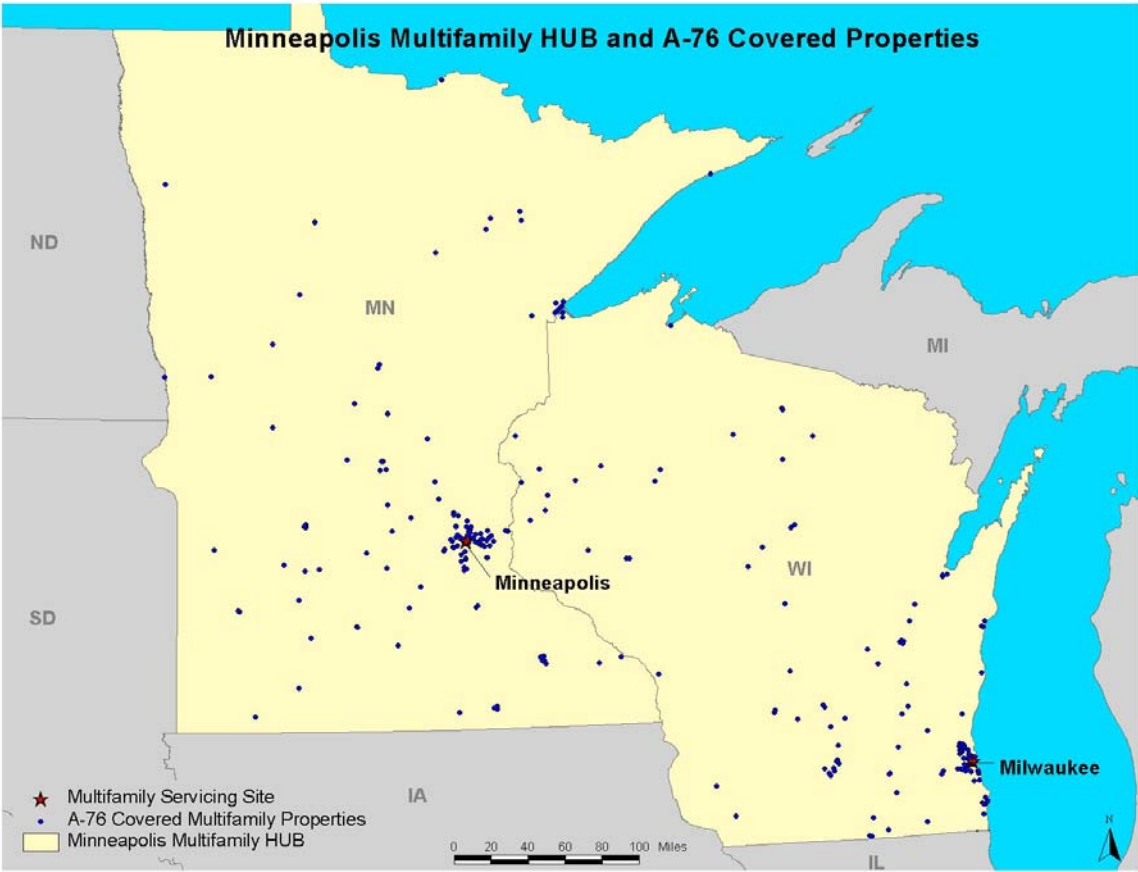 Minneapolis Multifamily HUB and A-76 Covered Properties
ND
MN
MI
Minneapolis
WI
SD
Milwaukee
IA
Multifamily Servicing Site
A-76 Covered Multifamily Properties
Minneapolis Multifamily HUB
0 20 40 60 80 100 Miles
N
IL